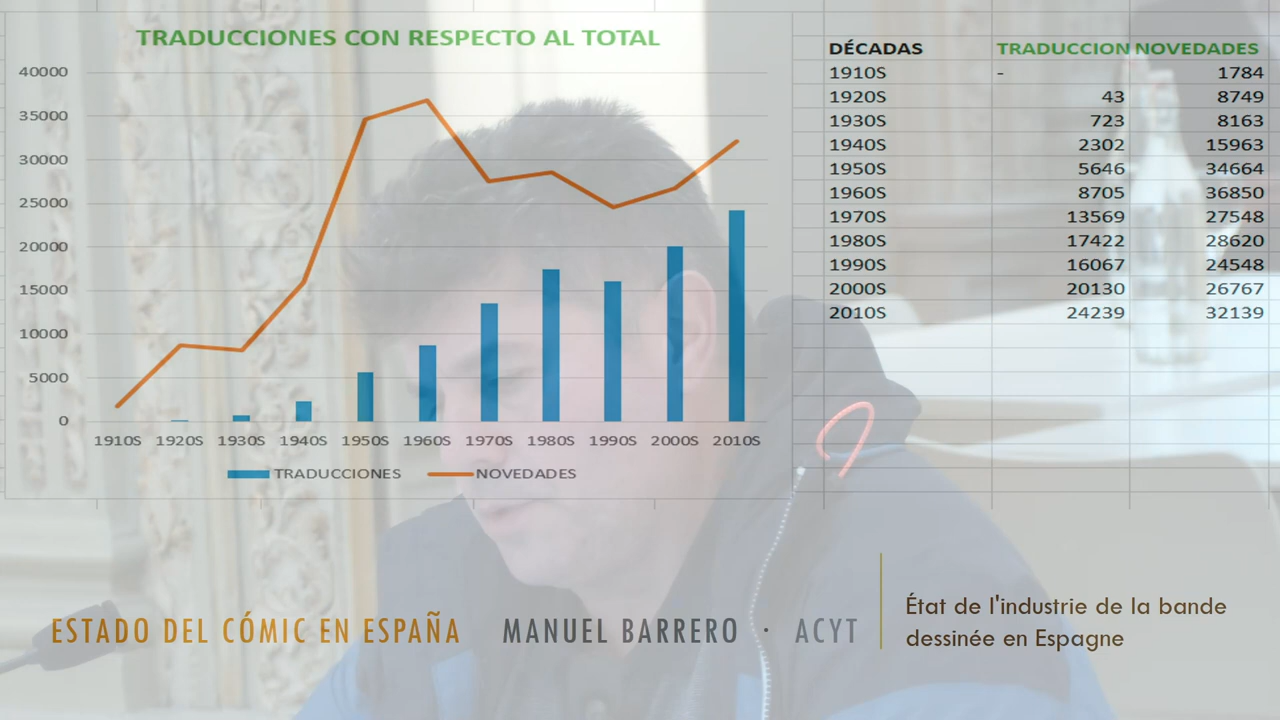 TRADUCCIONES CON RESPECTO AL TOTAL
40000
35000
30000
25000
20000
15000
10000
5000
0
1910S 1920S 1930S 1940S 1950S 1960S 1970S 1980S 1990S 2000S 2010S
TRADUCCIONES NOVEDADES
DÉCADAS TRADUCCION NOVEDADES
1910S - 1784
1920S 43 8749
1930S 723 8163
1940S 2302 15963
1950S 5646 34664
1960S 8705 36850
1970S 13569 27548
1980S 17422 28620
1990S 16067 24548
2000S 20130 26767
2010S 24239 32139
ESTADO DEL CÓMIC EN ESPAÑA MANUEL BARRERO · ACYT
État de l'industrie de la bande
dessinée en Espagne